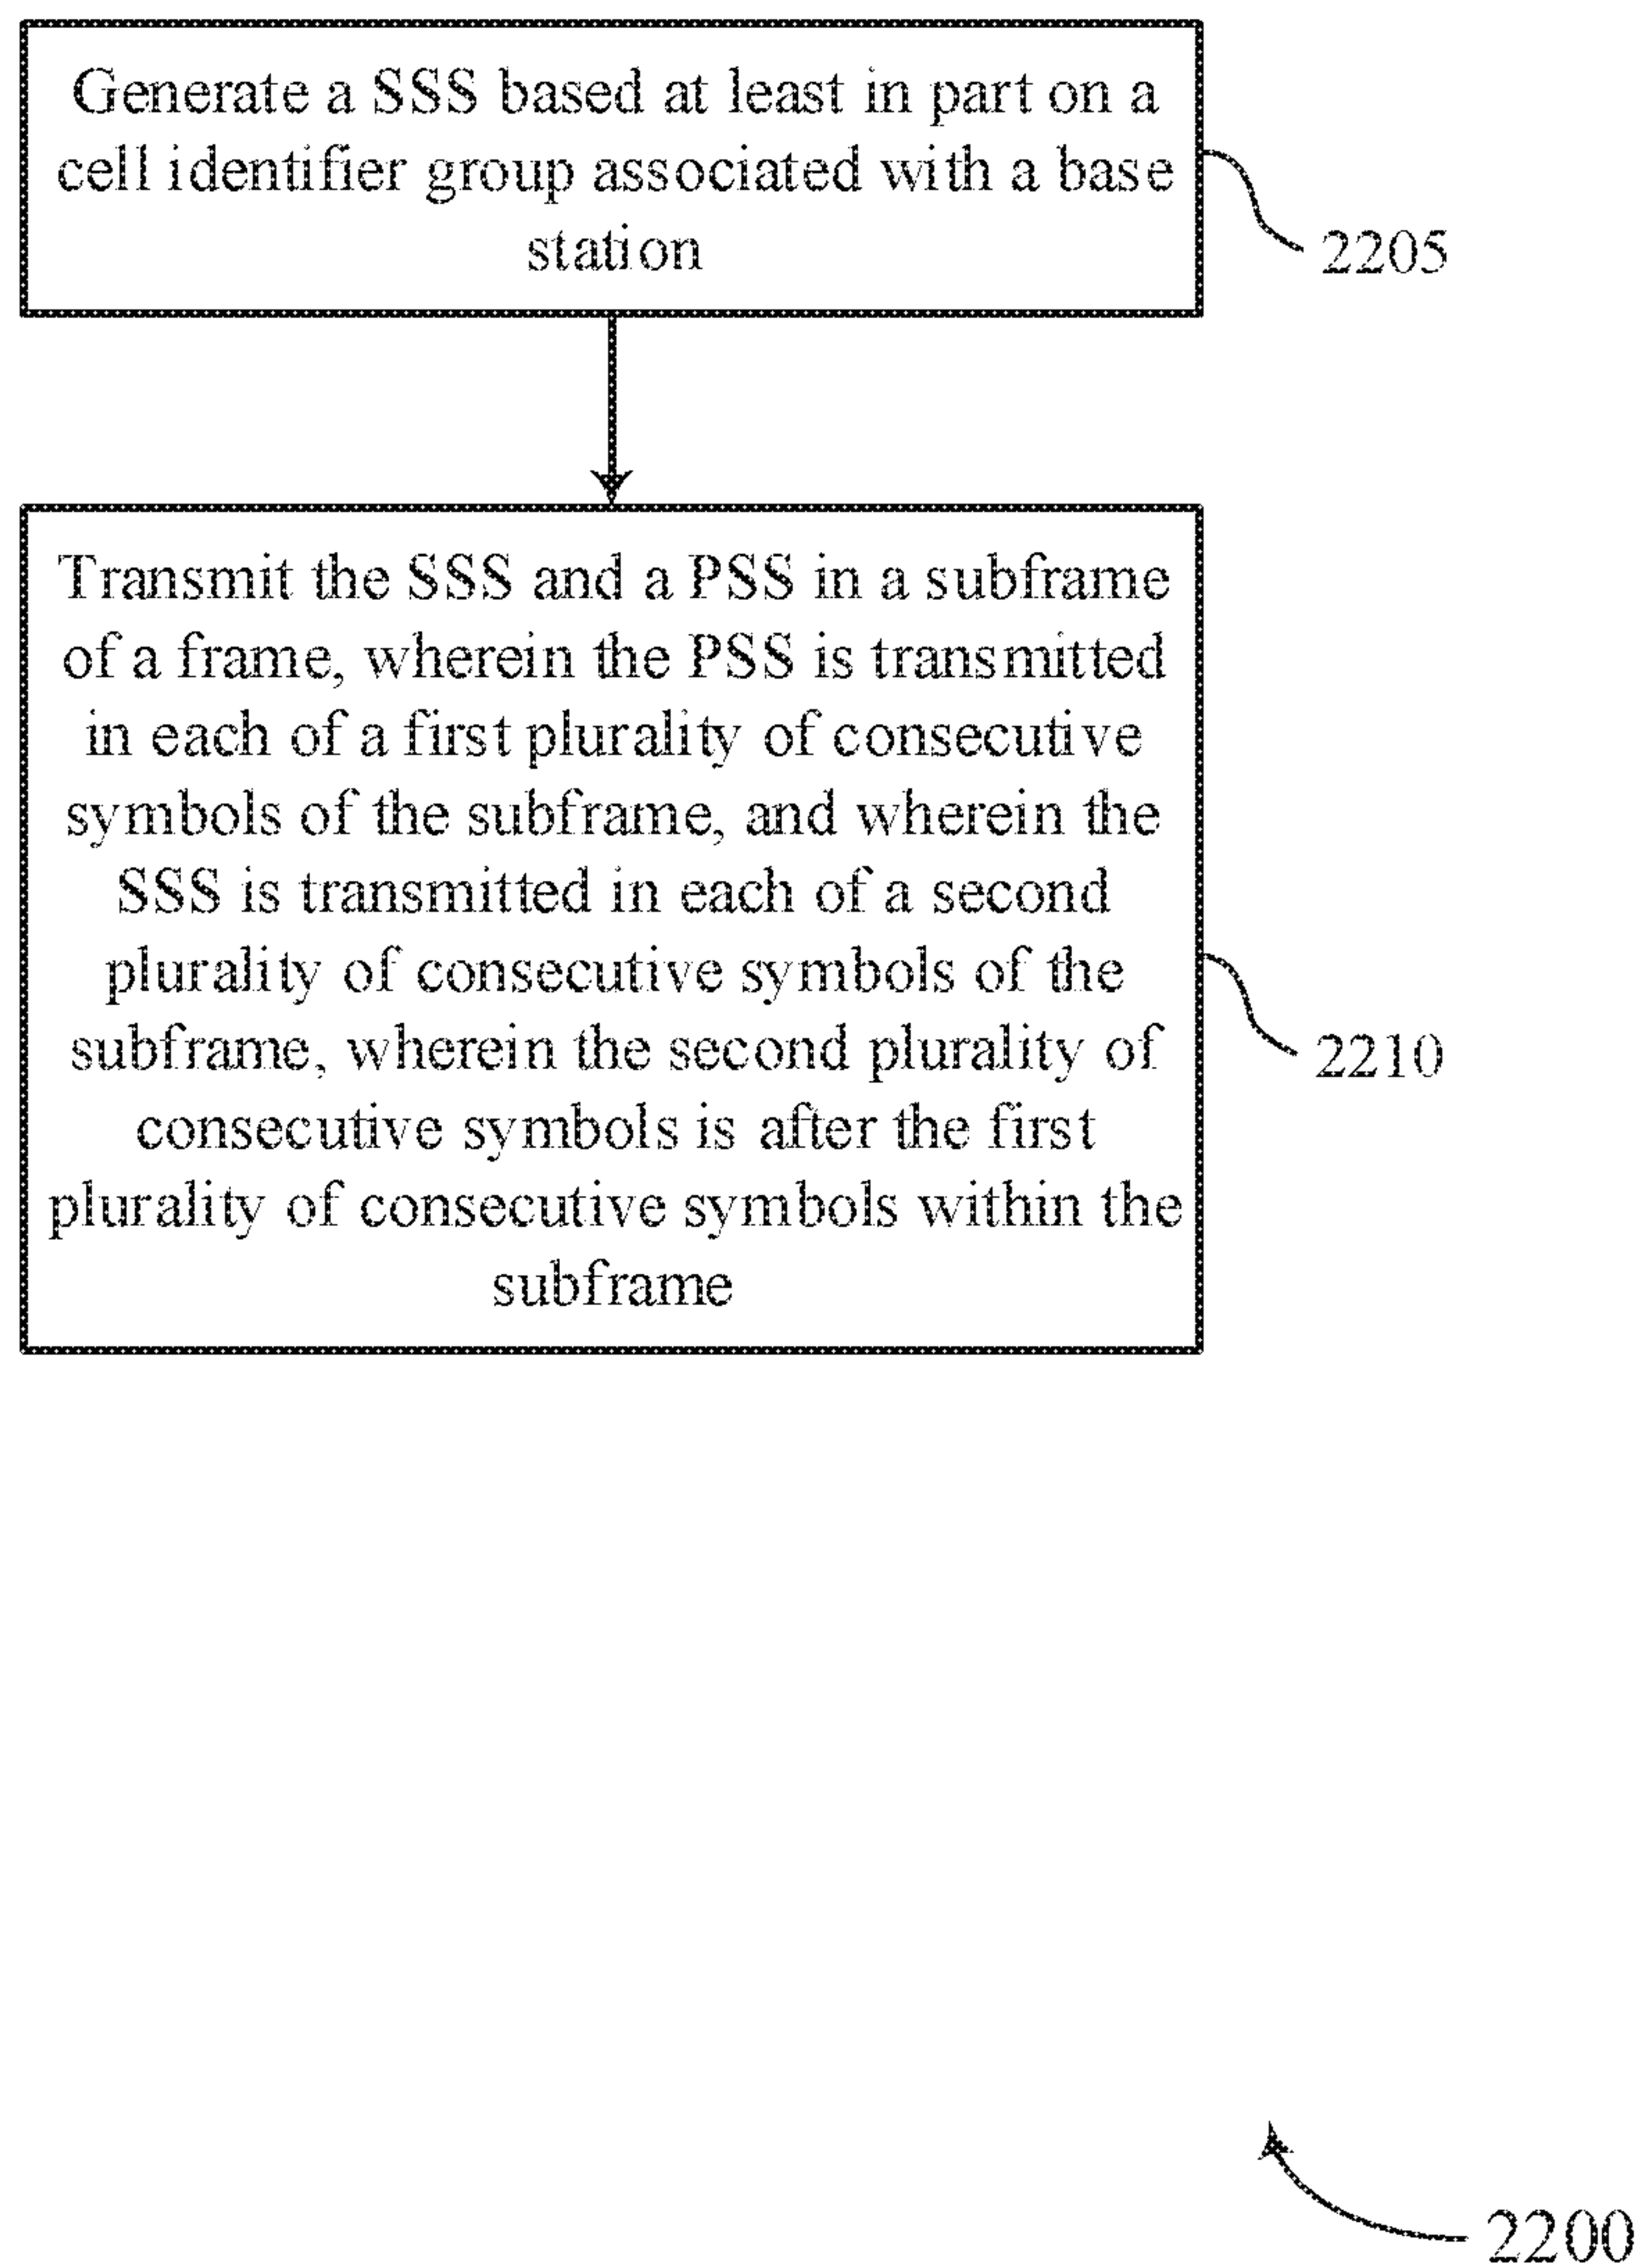 Generate a SSS based at least in part on a
cell identifier group associated with a base
station
2205
Transmit the SSS and a PSS in a subframe
of a frame, wherein the PSS is transmitted
in each of a first plurality of consecutive
symbols of the subframe, and wherein the
SSS is transmitted in each of a second
plurality of consecutive symbols of the
subframe, wherein the second plurality of
consecutive symbols is after the first
plurality of consecutive symbols within the
subframe
2210
2200